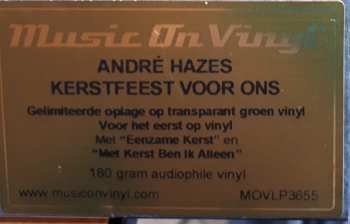 Music On Vinyl
ANDRÉ HAZES
KERSTFEEST VOOR ONS
Gelimiteerde oplage op transparant groen vinyl
Voor het eerst op vinyl
Met “Eenzame Kerst” en
“Met Kerst Ben Ik Alleen”
180 gram audiophile vinyl
www.musiconvinyl.com MOVLP3655